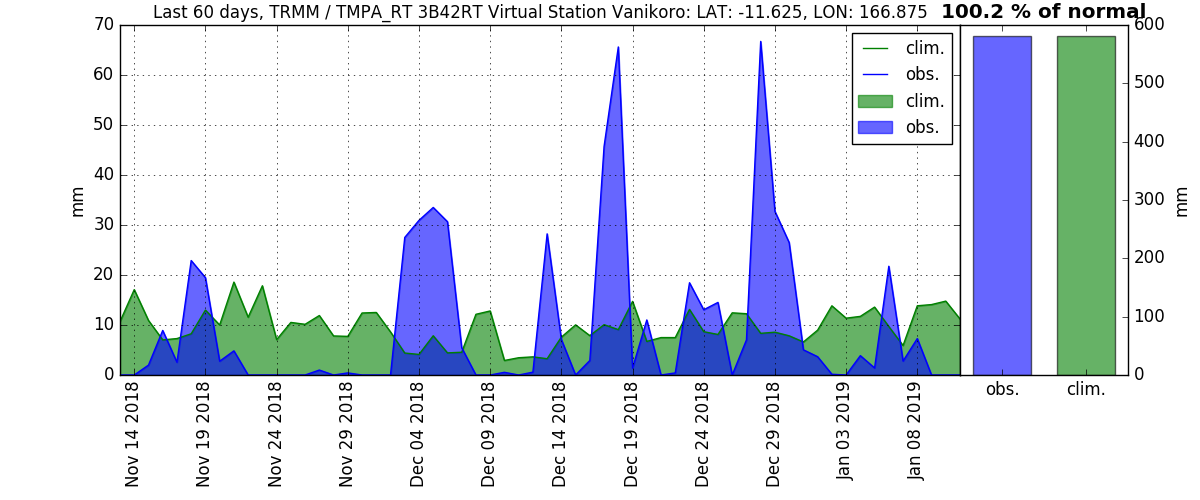 Last 60 days, TRMM / TMPA_RT 3B42RT Virtual Station Vanikoro: LAT: -11.625, LON: 166.875
100.2 % of normal
70
60
50
40
30
20
10
0
mm
clim.
obs.
clim.
obs.
600
500
400
300
200
100
0
mm
obs.
clim.
Nov 14 2018
Nov 19 2018
Nov 24 2018
Nov 29 2018
Dec 04 2018
Dec 09 2018
Dec 14 2018
Dec 19 2018
Dec 24 2018
Dec 29 2018
Jan 03 2019
Jan 08 2019